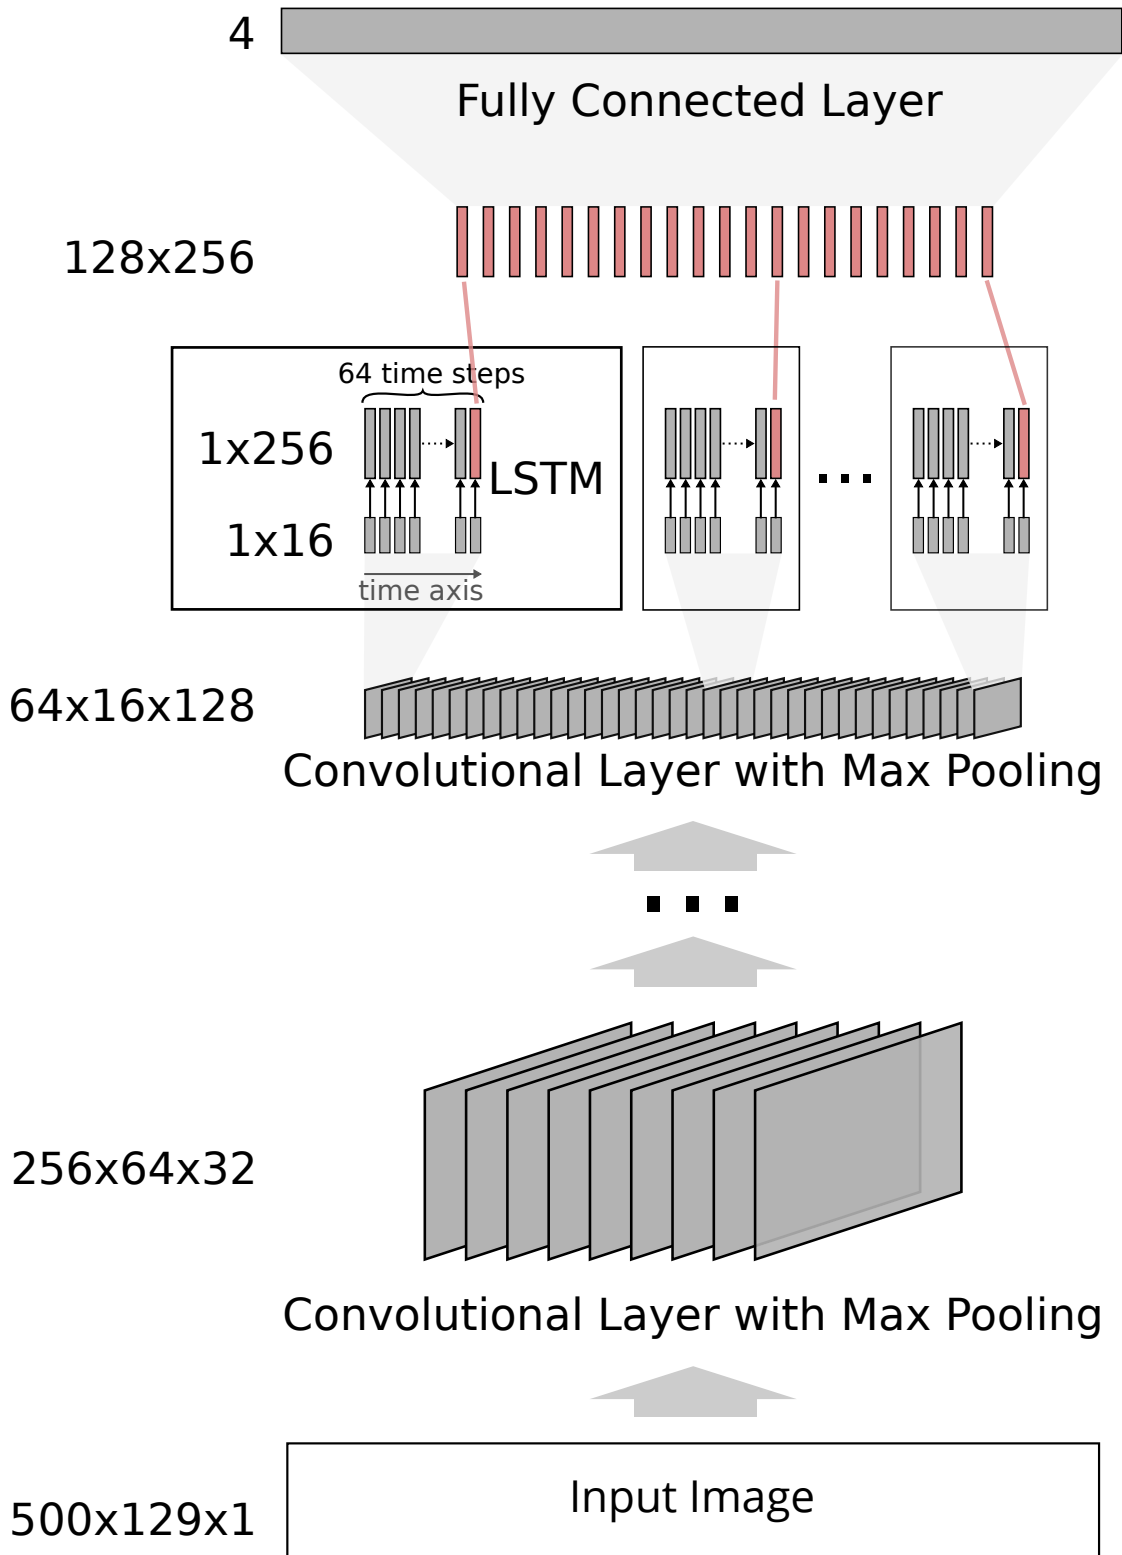 4
Fully Connected Layer
128x256
64 time steps
1x256
LSTM
1x16
time axis
64x16x128
Convolutional Layer with Max Pooling
256x64x32
Convolutional Layer with Max Pooling
Input Image
500x129x1